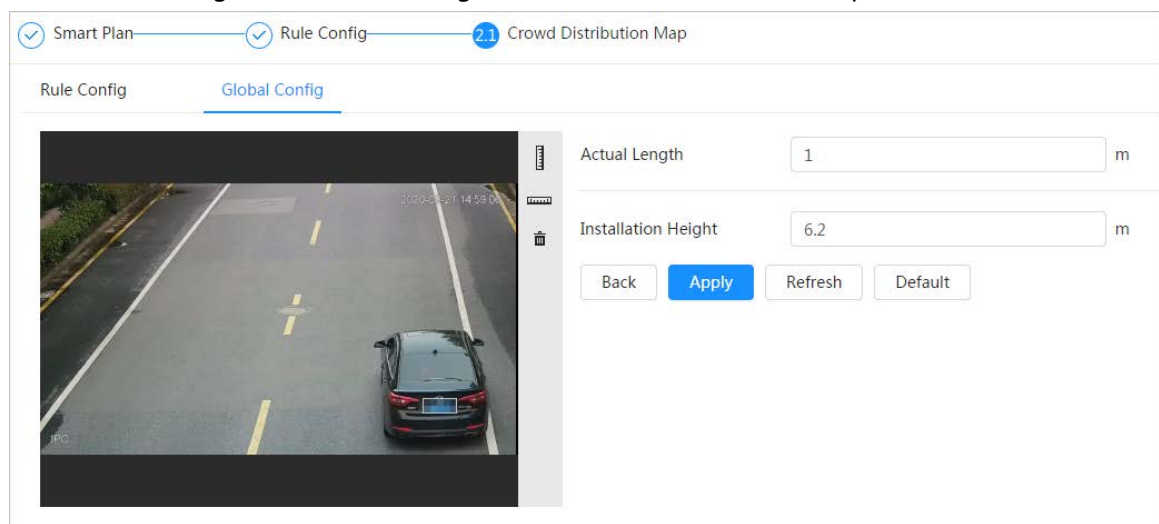 Smart Plan Rule Config 2.1 Crowd Distribution Map
Rule Config Global Config
Actual Length 1 m
Installation Height 6.2 m
Back Apply Refresh Default
IPC